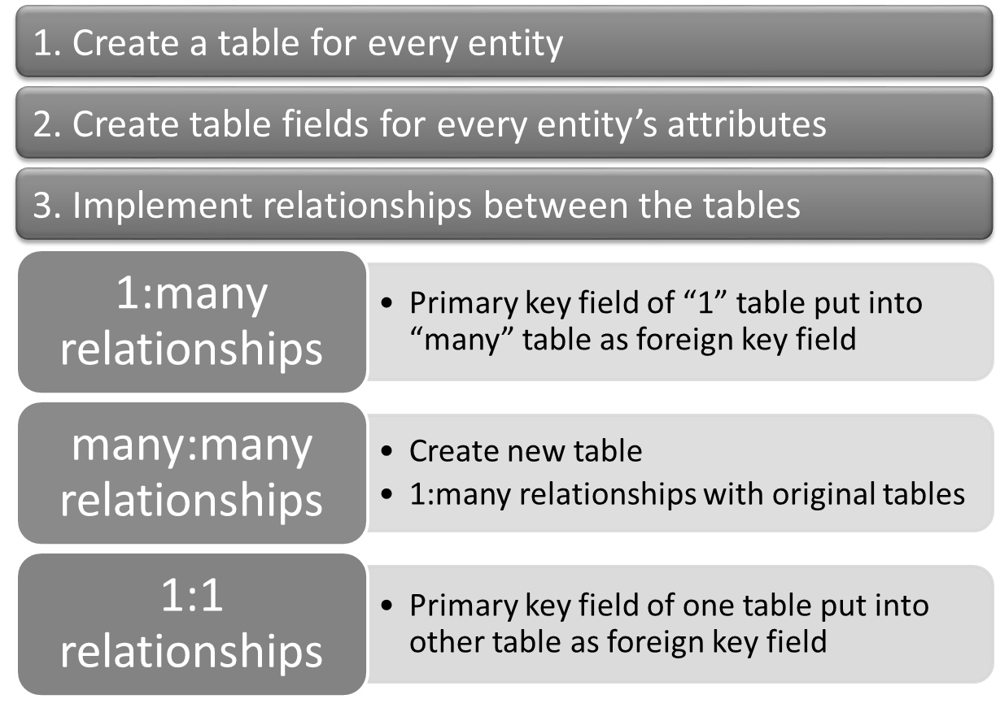 1. Create a table for every entity
2. Create table fields for every entity’s attributes
3. Implement relationships between the tables
1:many
relationships
• Primary key field of “1” table put into
“many” table as foreign key field
many:many
relationships
• Create new table
• 1:many relationships with original tables
1:1
relationships
• Primary key field of one table put into
other table as foreign key field